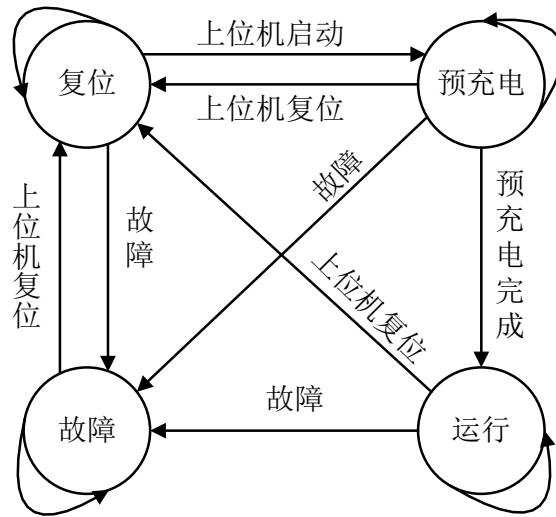 上位机启动
复位
预充电
上位机复位
故障
上位机复位
故障
预充电完成
上位机复位
故障
故障
运行